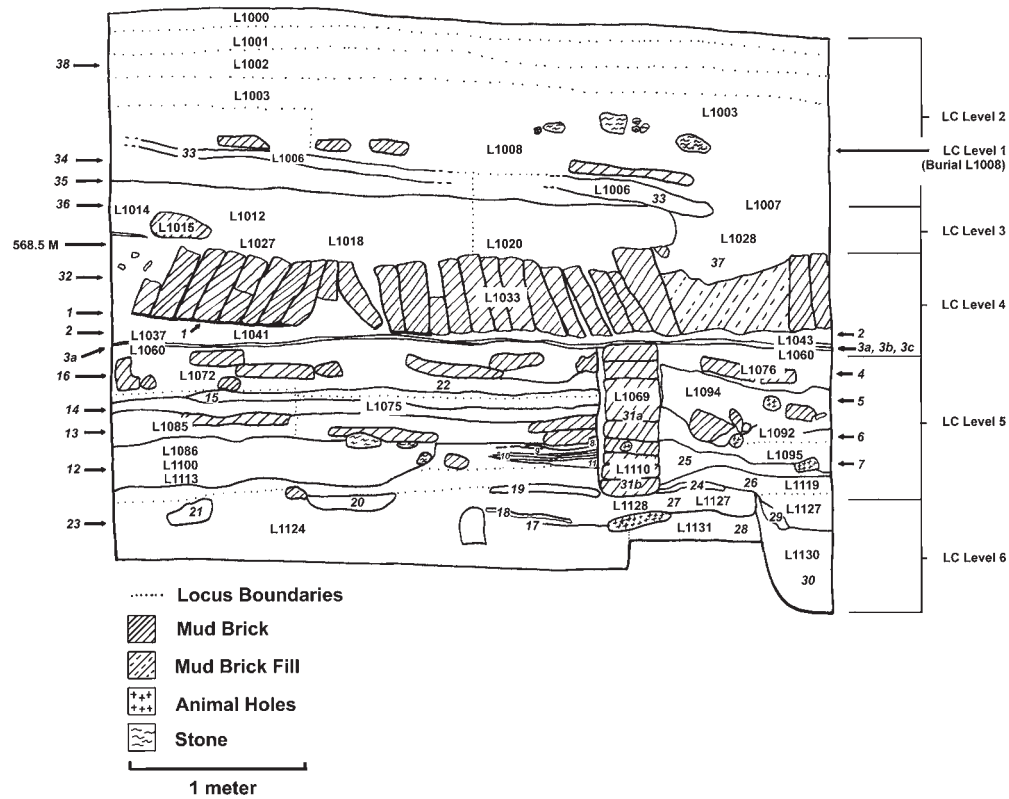 L1000
L1001
38
L1002
L1003
L1003
LC Level 2
33
L1006
L1008
LC Level 1
(Burial L1008)
34
35
L1006
33
36
L1014
L1012
L1007
L1015
L1027
L1018
L1020
L1028
LC Level 3
568.5 M
37
32
L1033
LC Level 4
1
1
2
L1037
L1041
L1043
2
3a
L1060
L1060
3a, 3b, 3c
16
L1072
22
L1076
4
15
L1075
L1069
L1094
5
14
31a
13
L1085
L1092
6
LC Level 5
8
9
10
11
L1086
L1100
L1113
12
L1110
25
L1095
7
31b
24
26
L1119
19
20
21
L1128
27
L1127
L1127
23
L1124
18
17
L1131
28
29
L1130
30
LC Level 6
Locus Boundaries
Mud Brick
Mud Brick Fill
Animal Holes
Stone
1 meter